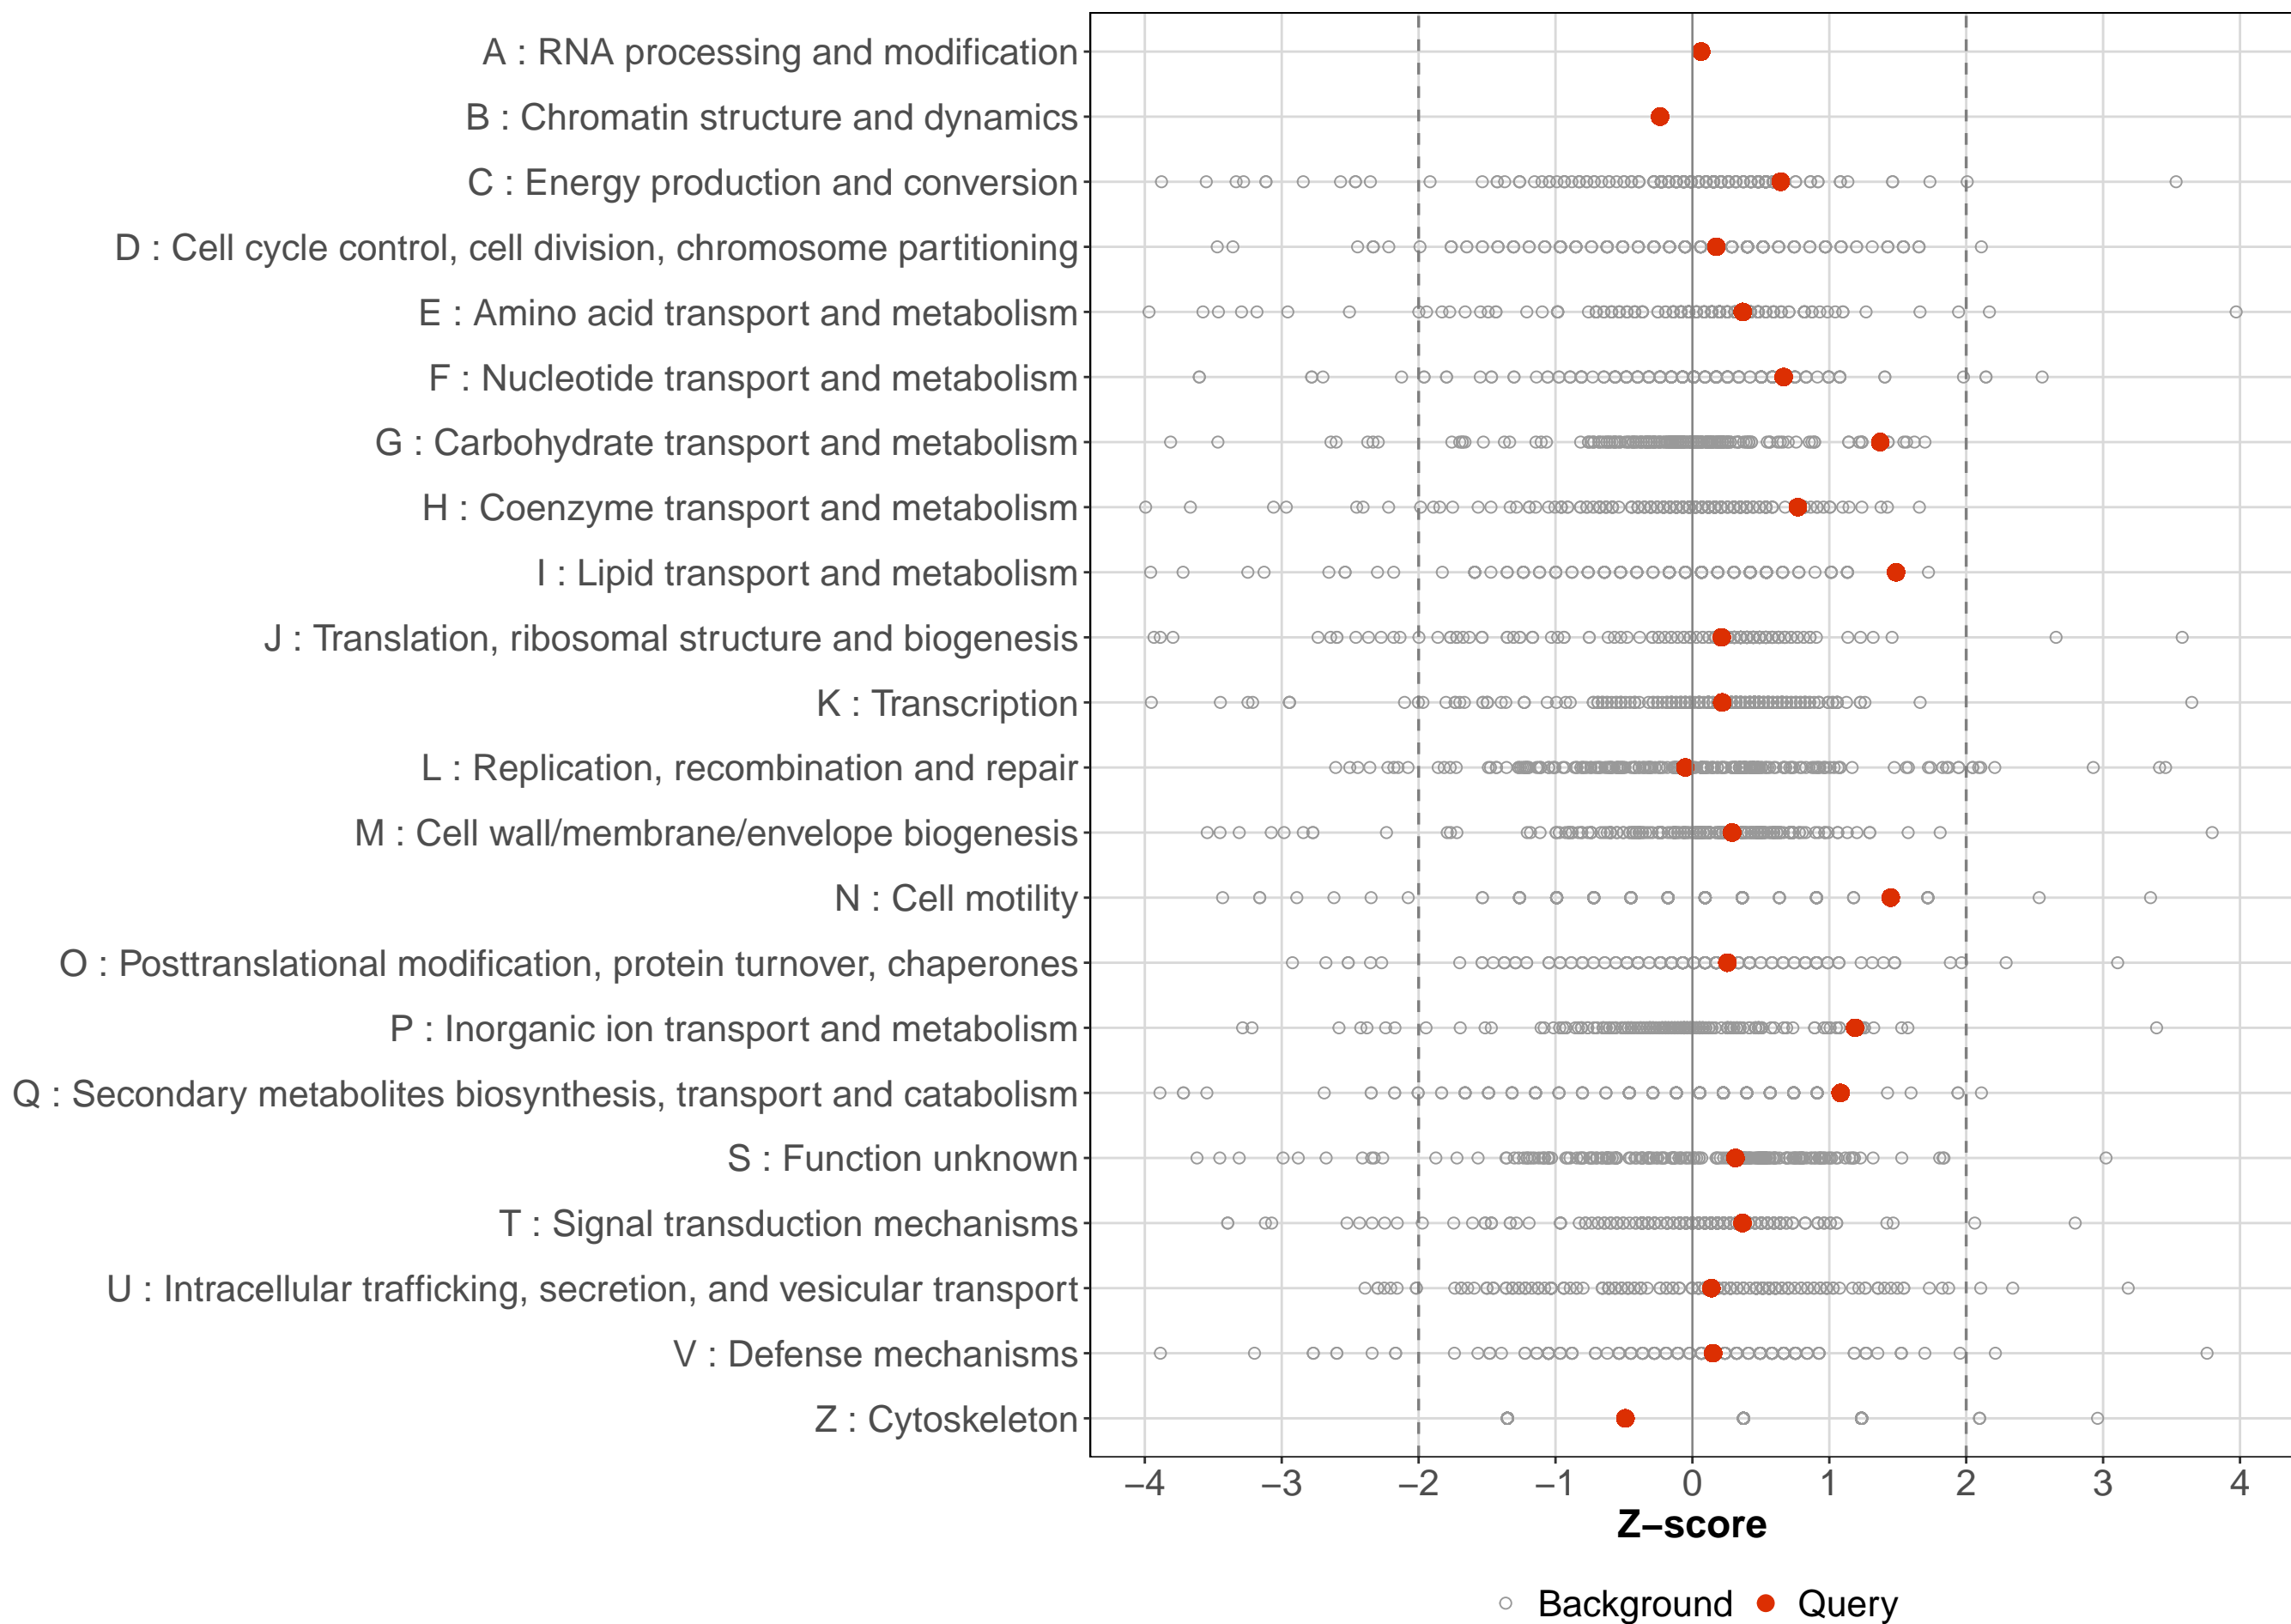 A : RNA processing and modification
B : Chromatin structure and dynamics
C : Energy production and conversion
D : Cell cycle control, cell division, chromosome partitioning
E : Amino acid transport and metabolism
F : Nucleotide transport and metabolism
G : Carbohydrate transport and metabolism
H : Coenzyme transport and metabolism
I : Lipid transport and metabolism
J : Translation, ribosomal structure and biogenesis
K : Transcription
L : Replication, recombination and repair
M : Cell wall/membrane/envelope biogenesis
N : Cell motility
O : Posttranslational modification, protein turnover, chaperones
P : Inorganic ion transport and metabolism
Q : Secondary metabolites biosynthesis, transport and catabolism
S : Function unknown
T : Signal transduction mechanisms
U : Intracellular trafficking, secretion, and vesicular transport
V : Defense mechanisms
Z : Cytoskeleton
−4 −3 −2 −1 0 1 2 3 4
Z−score
Background Query